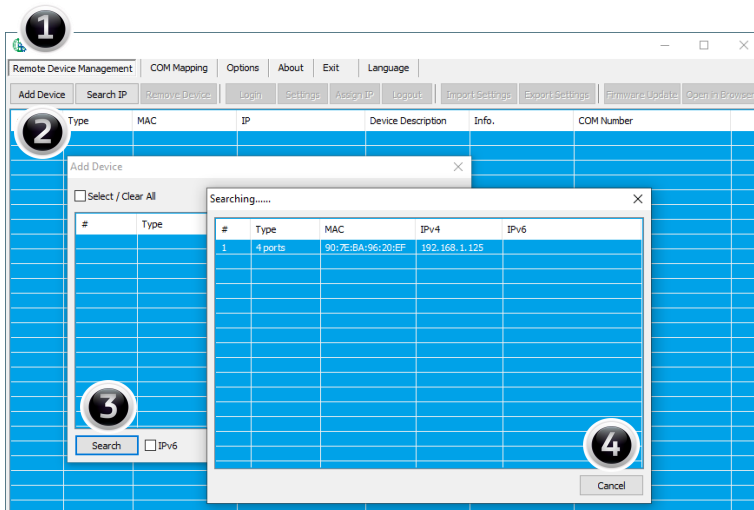 1
Remote Device Management COM Mapping Options About Exit Language
Add Device Search IP Remove Device Login Settings Assign IP Logout Import Settings Export Settings Firmware Update Open in Browser
2
Type MAC IP Device Description Info. COM Number
Add Device
Select / Clear All
# Type
Searching......
# Type MAC IPv4 IPv6
1 4 ports 90:7E:BA:96:20:EF 192.168.1.125
3
Search IPv6
4
Cancel